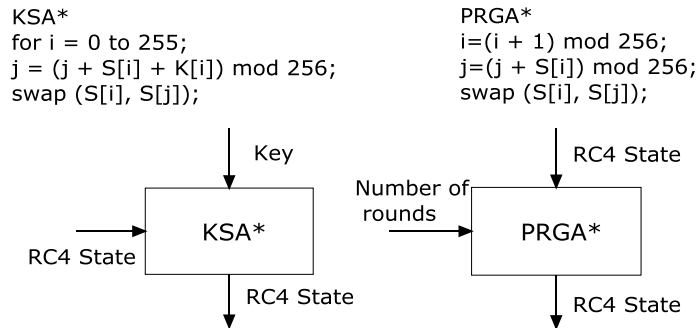 KSA*
for i = 0 to 255;
j = (j + S[i] + K[i]) mod 256;
swap (S[i], S[j]);
PRGA*
i=(i + 1) mod 256;
j=(j + S[i]) mod 256;
swap (S[i], S[j]);
Key
RC4 State
KSA*
RC4 State
RC4 State
Number of
rounds
PRGA*
RC4 State